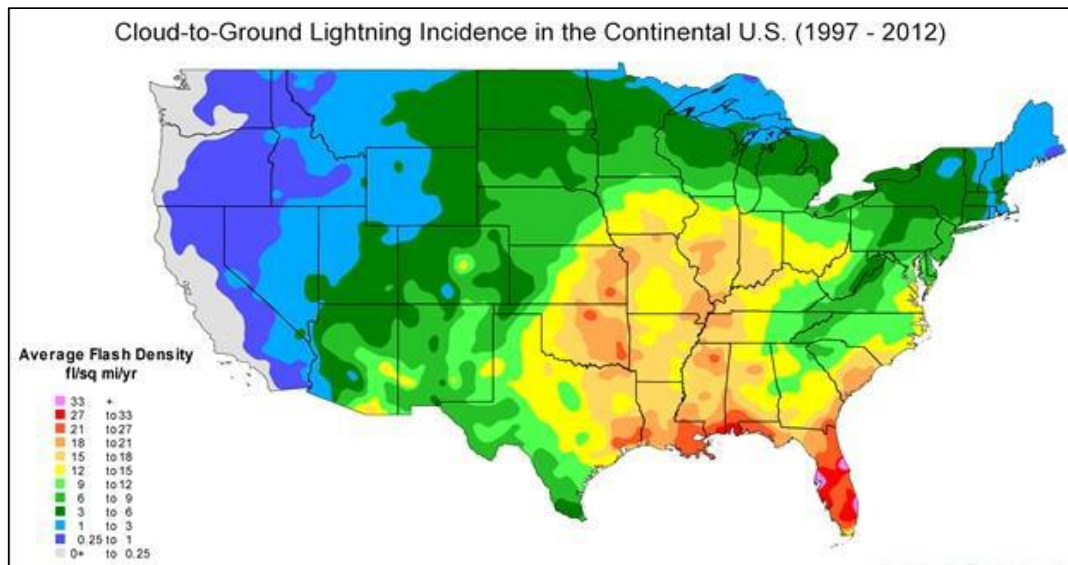 Cloud-to-Ground Lightning Incidence in the Continental U.S. (1997 - 2012)
Average Flash Density
fl/sq mi/yr
33 +
27 to 33
21 to 27
18 to 21
15 to 18
12 to 15
9 to 12
6 to 9
3 to 6
1 to 3
0.25 to 1
0+ to 0.25